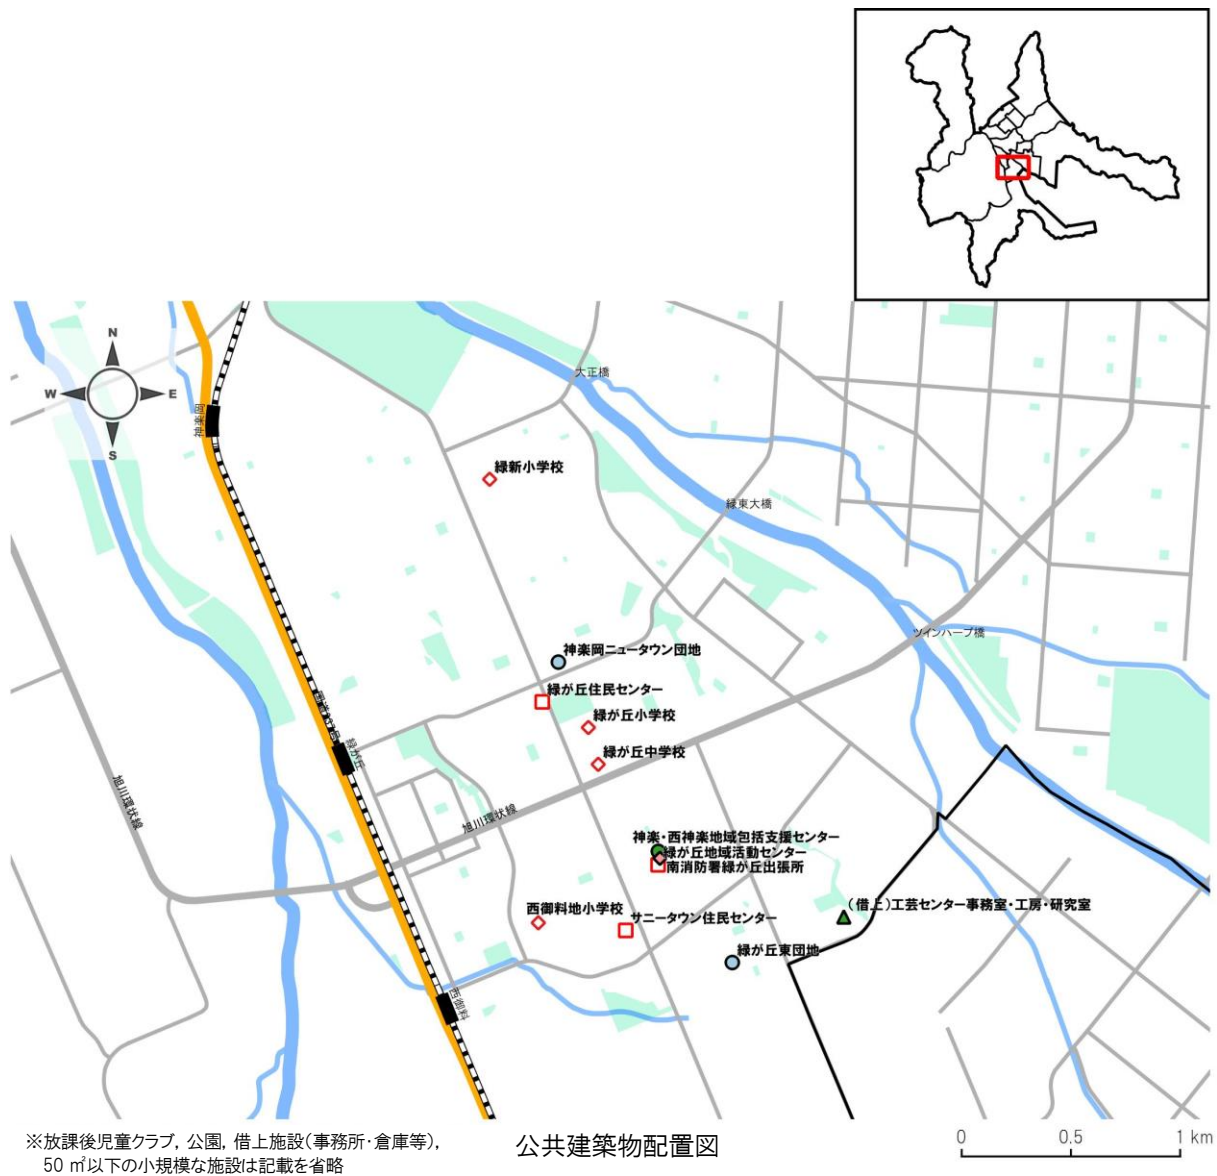 N
W
E
S
大正橋
神楽岡
緑新小学校
緑東大橋
ツインハープ橋
神楽岡ニュータウン団地
緑が丘住民センター
緑が丘小学校
緑が丘
緑が丘中学校
旭川環状線
旭川環状線
神楽・西神楽地域包括支援センター
緑が丘地域活動センター
南消防署緑が丘出張所
西御料地小学校
サニータウン住民センター
(借上)工芸センター事務室・工房・研究室
緑が丘東団地
西御料
※放課後児童クラブ, 公園, 借上施設(事務所・倉庫等),
50 ㎡以下の小規模な施設は記載を省略
公共建築物配置図
0 0.5 1 km